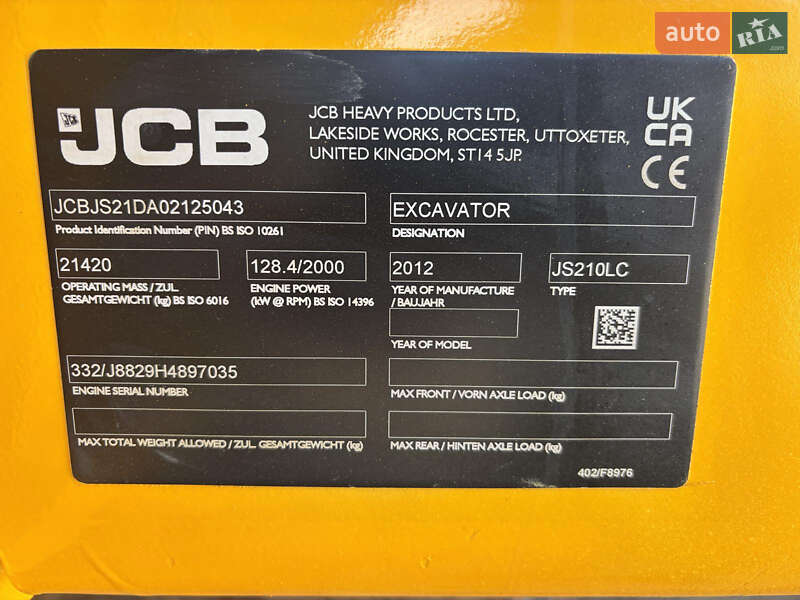 auto RIA.com
JCB
JCB HEAVY PRODUCTS LTD,
LAKESIDE WORKS, ROCESTER, UTTOXETER,
UNITED KINGDOM, ST14 5JP.
UK
CA
CE
JCBJS21DA02125043
Product Identification Number (PIN) BS ISO 10261
EXCAVATOR
DESIGNATION
21420
OPERATING MASS / ZUL.
GESAMTGEWICHT (kg) BS ISO 6016
128.4/2000
ENGINE POWER
(kW @ RPM) BS ISO 14396
2012
YEAR OF MANUFACTURE
/ BAUJAHR
JS210LC
TYPE
YEAR OF MODEL
332/J8829H4897035
ENGINE SERIAL NUMBER
MAX FRONT / VORN AXLE LOAD (kg)
MAX TOTAL WEIGHT ALLOWED / ZUL. GESAMTGEWICHT (kg)
MAX REAR / HINTEN AXLE LOAD (kg)
402/F8976